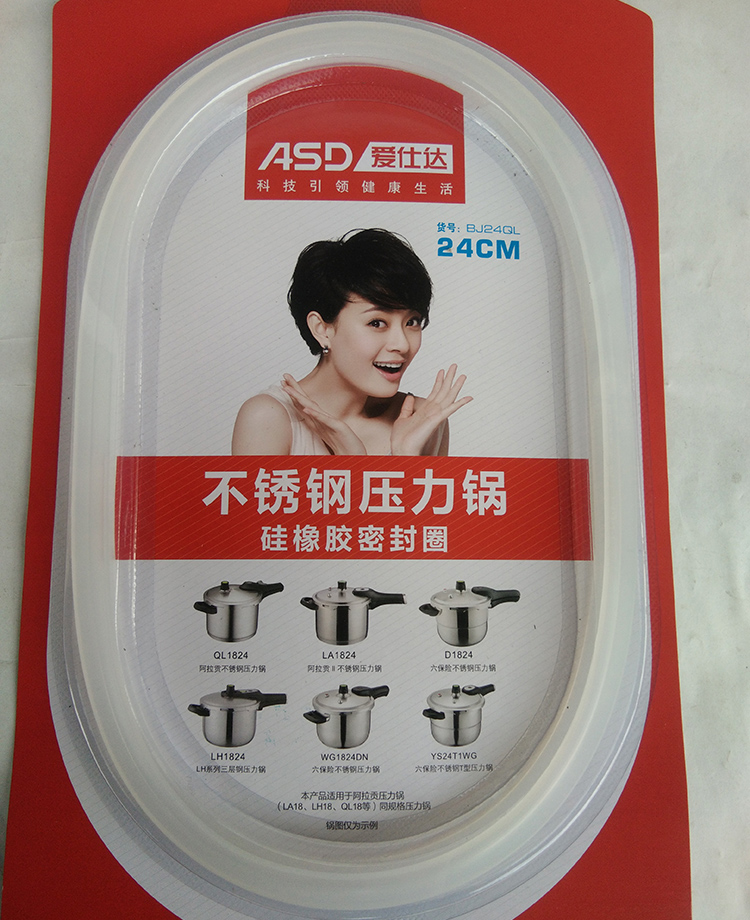 ASD 爱仕达
科技引领健康生活
货号：BJ24QL
24CM
不锈钢压力锅
硅橡胶密封圈
QL1824
阿拉贡不锈钢压力锅
LA1824
阿拉贡Ⅱ不锈钢压力锅
D1824
六保险不锈钢压力锅
LH1824
LH系列三层钢压力锅
WG1824DN
六保险不锈钢压力锅
YS24T1WG
六保险不锈钢T型压力锅
本产品适用于阿拉贡压力锅
（LA18、LH18、QL18等）同规格压力锅
锅图仅为示例